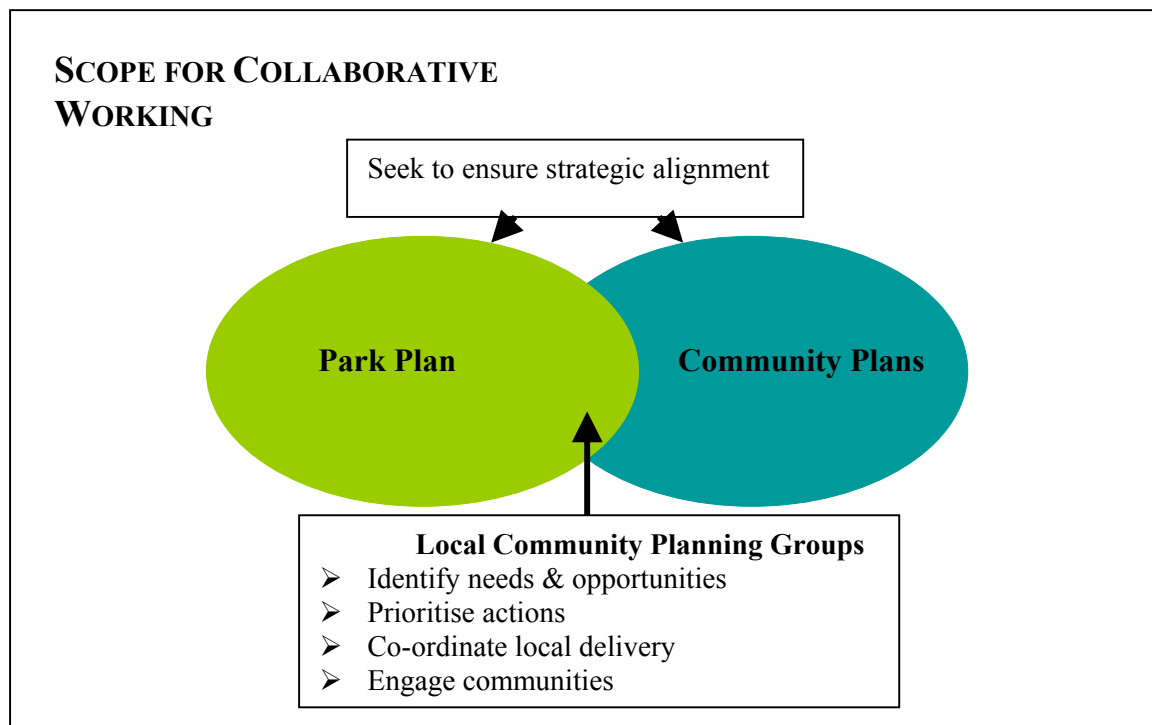 SCOPE FOR COLLABORATIVE
WORKING
Seek to ensure strategic alignment
Park Plan
Community Plans
Local Community Planning Groups
➢ Identify needs & opportunities
➢ Prioritise actions
➢ Co-ordinate local delivery
➢ Engage communities